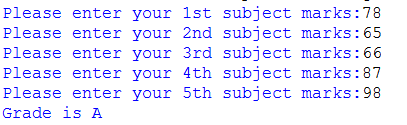 Please enter your 1st subject marks:78
Please enter your 2nd subject marks:65
Please enter your 3rd subject marks:66
Please enter your 4th subject marks:87
Please enter your 5th subject marks:98
Grade is A